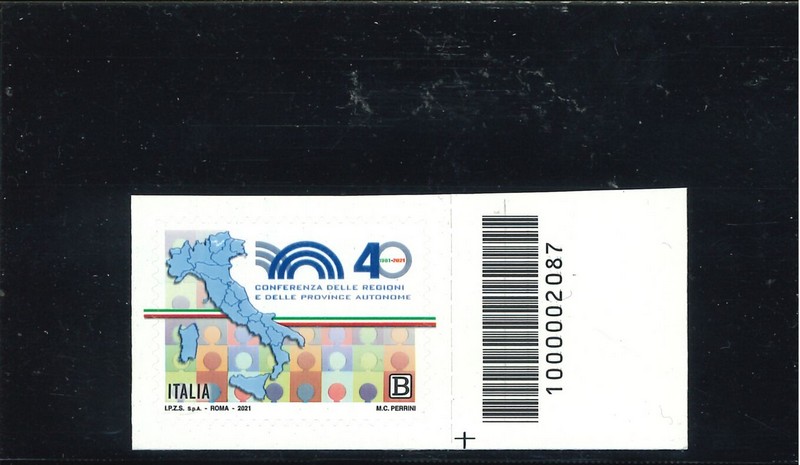 40
1981-2021
CONFERENZA DELLE REGIONI
E DELLE PROVINCE AUTONOME
ITALIA
B
I.P.Z.S. S.p.A. - ROMA - 2021
M.C. PERRINI
1000002087